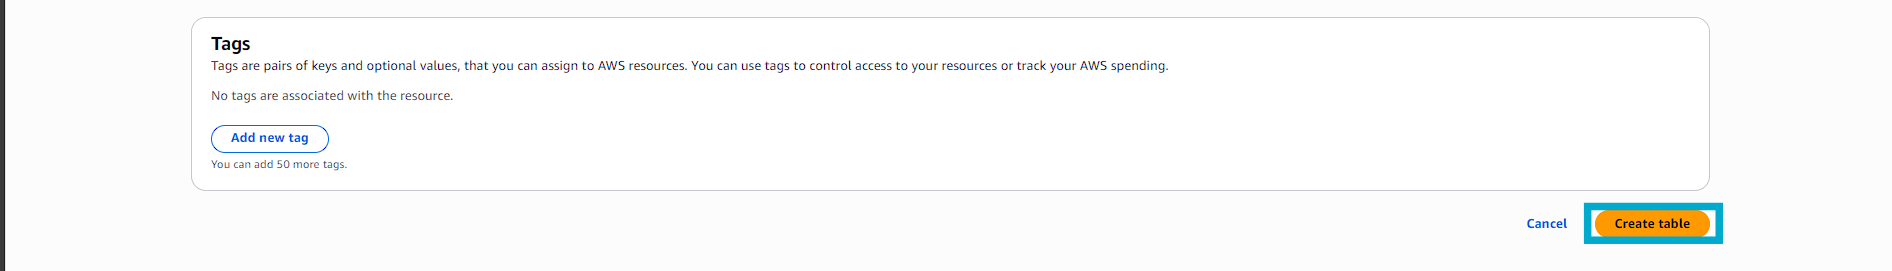 Tags
Tags are pairs of keys and optional values, that you can assign to AWS resources. You can use tags to control access to your resources or track your AWS spending.
No tags are associated with the resource.
Add new tag
You can add 50 more tags.
Cancel
Create table